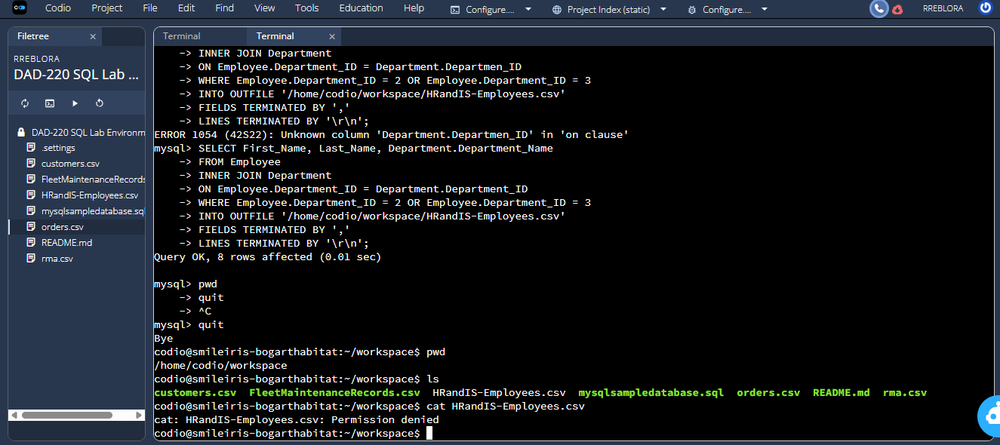 Codio Project File Edit Find View Tools Education Help Configure.... Project Index (static) Configure.... RREBLORA
Filetree ×
Terminal
Terminal ×
RREBLORA
DAD-220 SQL Lab ...
DAD-220 SQL Lab Environm
.settings
customers.csv
FleetMaintenanceRecords
HRandIS-Employees.csv
mysqlsampledatabase.sql
orders.csv
README.md
rma.csv
-> INNER JOIN Department
-> ON Employee.Department_ID = Department.Departmen_ID
-> WHERE Employee.Department_ID = 2 OR Employee.Department_ID = 3
-> INTO OUTFILE '/home/codio/workspace/HRandIS-Employees.csv'
-> FIELDS TERMINATED BY ','
-> LINES TERMINATED BY '\r\n';
ERROR 1054 (42S22): Unknown column 'Department.Departmen_ID' in 'on clause'
mysql> SELECT First_Name, Last_Name, Department.Department_Name
-> FROM Employee
-> INNER JOIN Department
-> ON Employee.Department_ID = Department.Department_ID
-> WHERE Employee.Department_ID = 2 OR Employee.Department_ID = 3
-> INTO OUTFILE '/home/codio/workspace/HRandIS-Employees.csv'
-> FIELDS TERMINATED BY ','
-> LINES TERMINATED BY '\r\n';
Query OK, 8 rows affected (0.01 sec)
mysql> pwd
-> quit
-> ^C
mysql> quit
Bye
codio@smileiris-bogarthabitat:~/workspace$ pwd
/home/codio/workspace
codio@smileiris-bogarthabitat:~/workspace$ ls
customers.csv FleetMaintenanceRecords.csv HRandIS-Employees.csv mysqlsampledatabase.sql orders.csv README.md rma.csv
codio@smileiris-bogarthabitat:~/workspace$ cat HRandIS-Employees.csv
cat: HRandIS-Employees.csv: Permission denied
codio@smileiris-bogarthabitat:~/workspace$